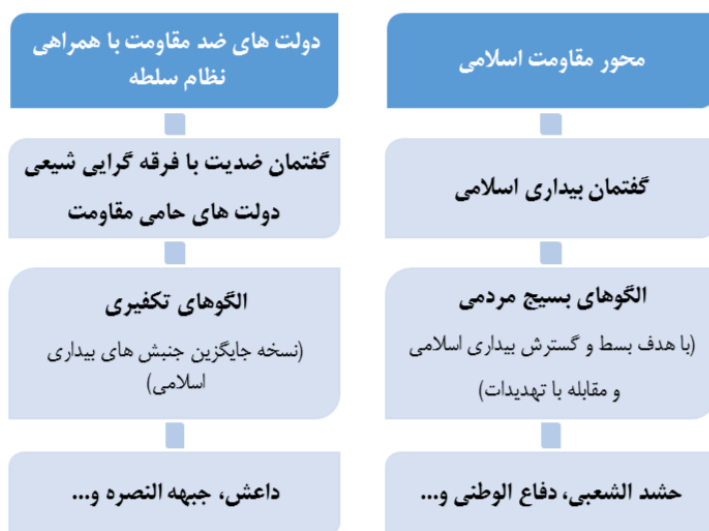 محور مقاومت اسلامی
گفتمان بیداری اسلامی
الگوهای بسیج مردمی
(با هدف بسط و گسترش بیداری اسلامی
و مقابله با تهدیدات)
حشد الشعبی، دفاع الوطنی و...
دولت های ضد مقاومت با همراهی
نظام سلطه
گفتمان ضدیت با فرقه گرایی شیعی
دولت های حامی مقاومت
الگوهای تکفیری
(نسخه جایگزین جنبش های بیداری
اسلامی)
داعش، جبهه النصره و...